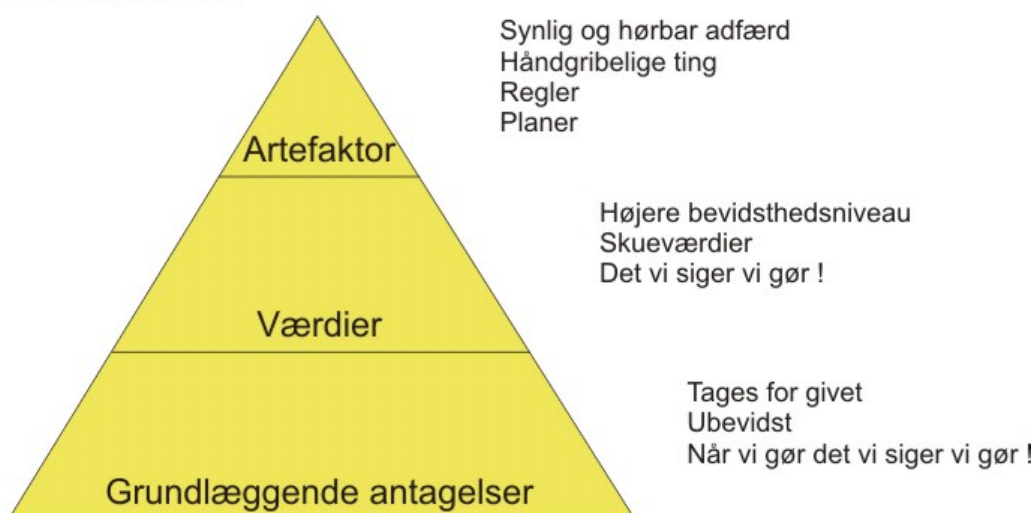 Synlig og hørbar adfærd
Håndgribelige ting
Regler
Planer
Artefaktor
Højere bevidsthedsniveau
Skueværdier
Det vi siger vi gør !
Værdier
Tages for givet
Ubevidst
Når vi gør det vi siger vi gør !
Grundlæggende antagelser